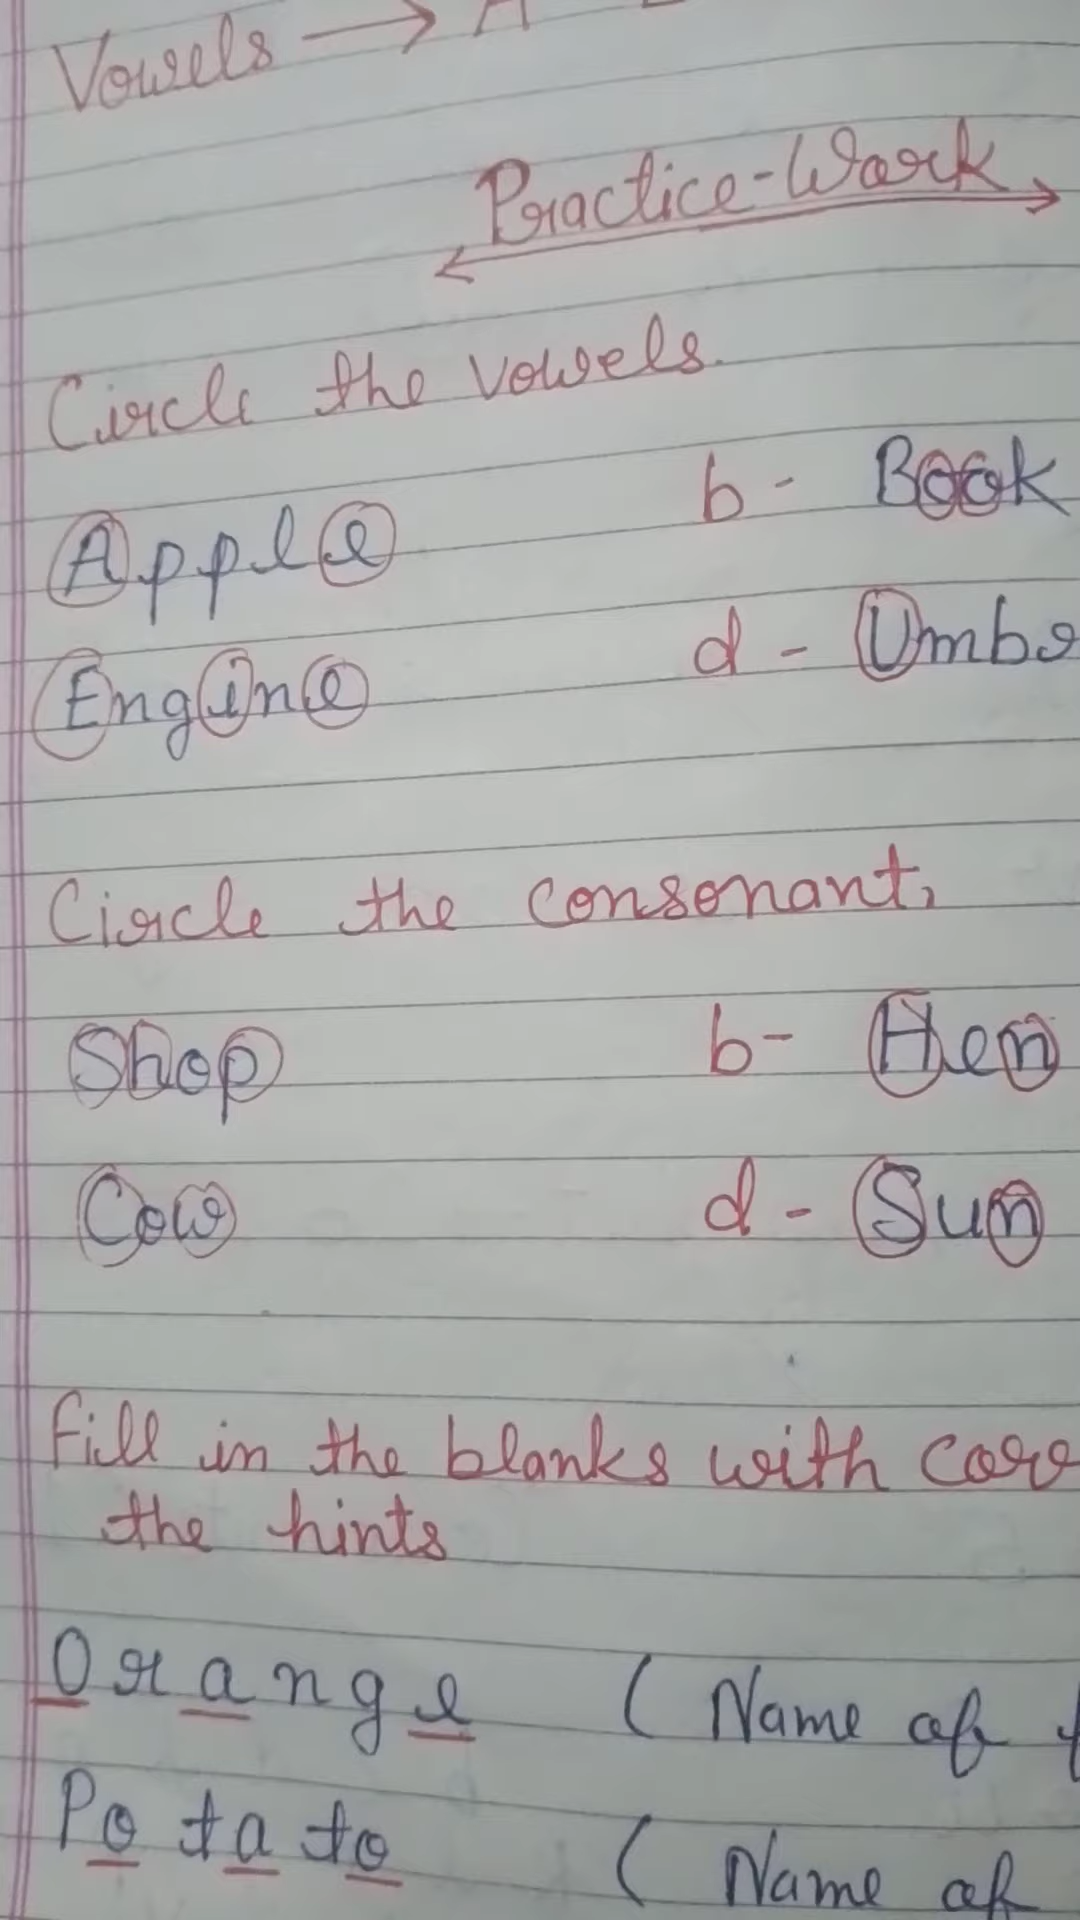 Vowels → A
Practice-Work
Circle the vowels.
Apple b - Book
Engine d - Umb
Circle the consonant.
Shop b - Hen
Cow d - Sun
Fill in the blanks with
the hints
Orange ( Name of
Potato ( Name of